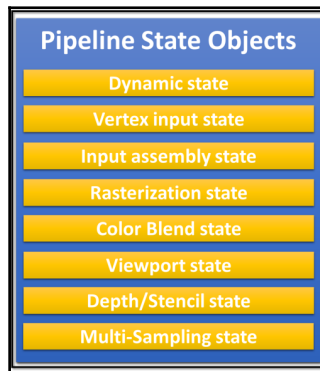 Pipeline State Objects
Dynamic state
Vertex input state
Input assembly state
Rasterization state
Color Blend state
Viewport state
Depth/Stencil state
Multi-Sampling state